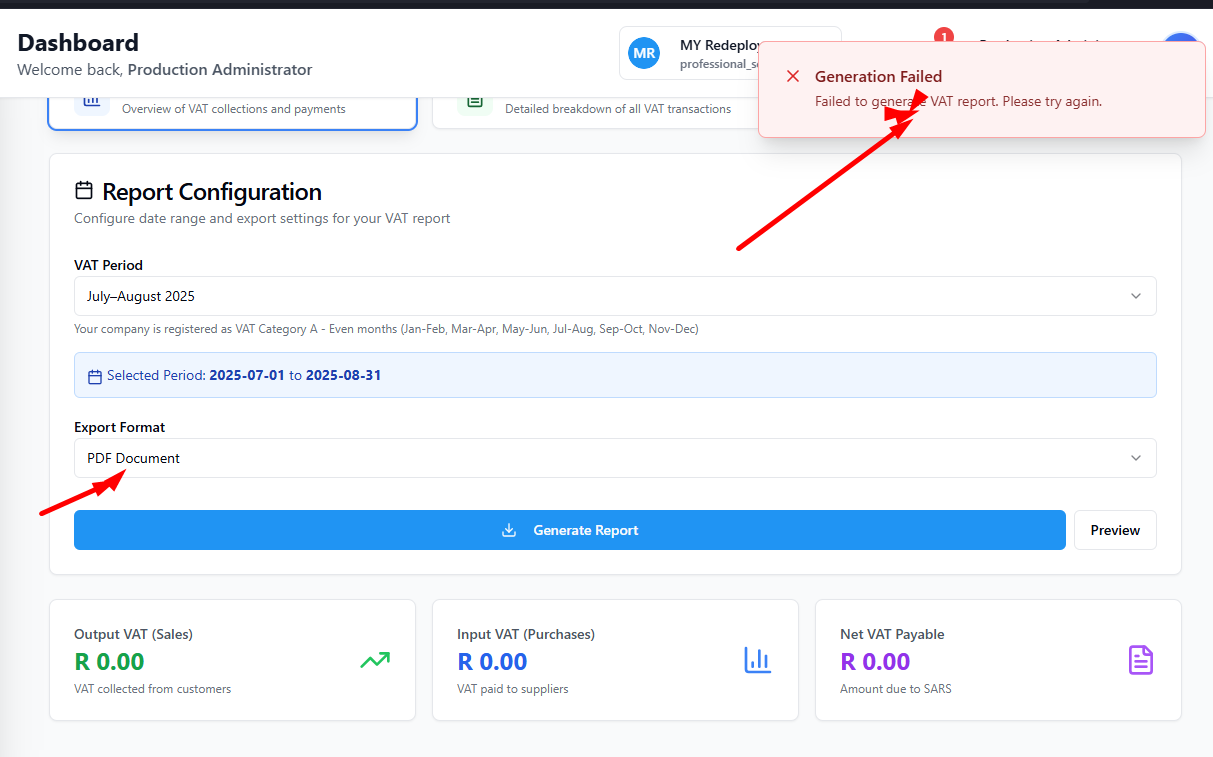 Dashboard
Welcome back, Production Administrator
MR
MY Redeploy
1
Generation Failed
Failed to generate VAT report. Please try again.
Overview of VAT collections and payments
Detailed breakdown of all VAT transactions
Report Configuration
Configure date range and export settings for your VAT report
VAT Period
July–August 2025
Your company is registered as VAT Category A - Even months (Jan-Feb, Mar-Apr, May-Jun, Jul-Aug, Sep-Oct, Nov-Dec)
Selected Period: 2025-07-01 to 2025-08-31
Export Format
PDF Document
Generate Report
Preview
Output VAT (Sales)
R 0.00
VAT collected from customers
Input VAT (Purchases)
R 0.00
VAT paid to suppliers
Net VAT Payable
R 0.00
Amount due to SARS